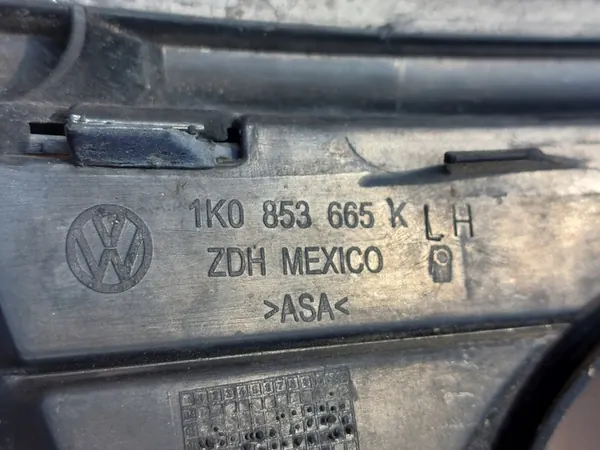 1K0 853 665 K LH
ZDH MEXICO
>ASA<